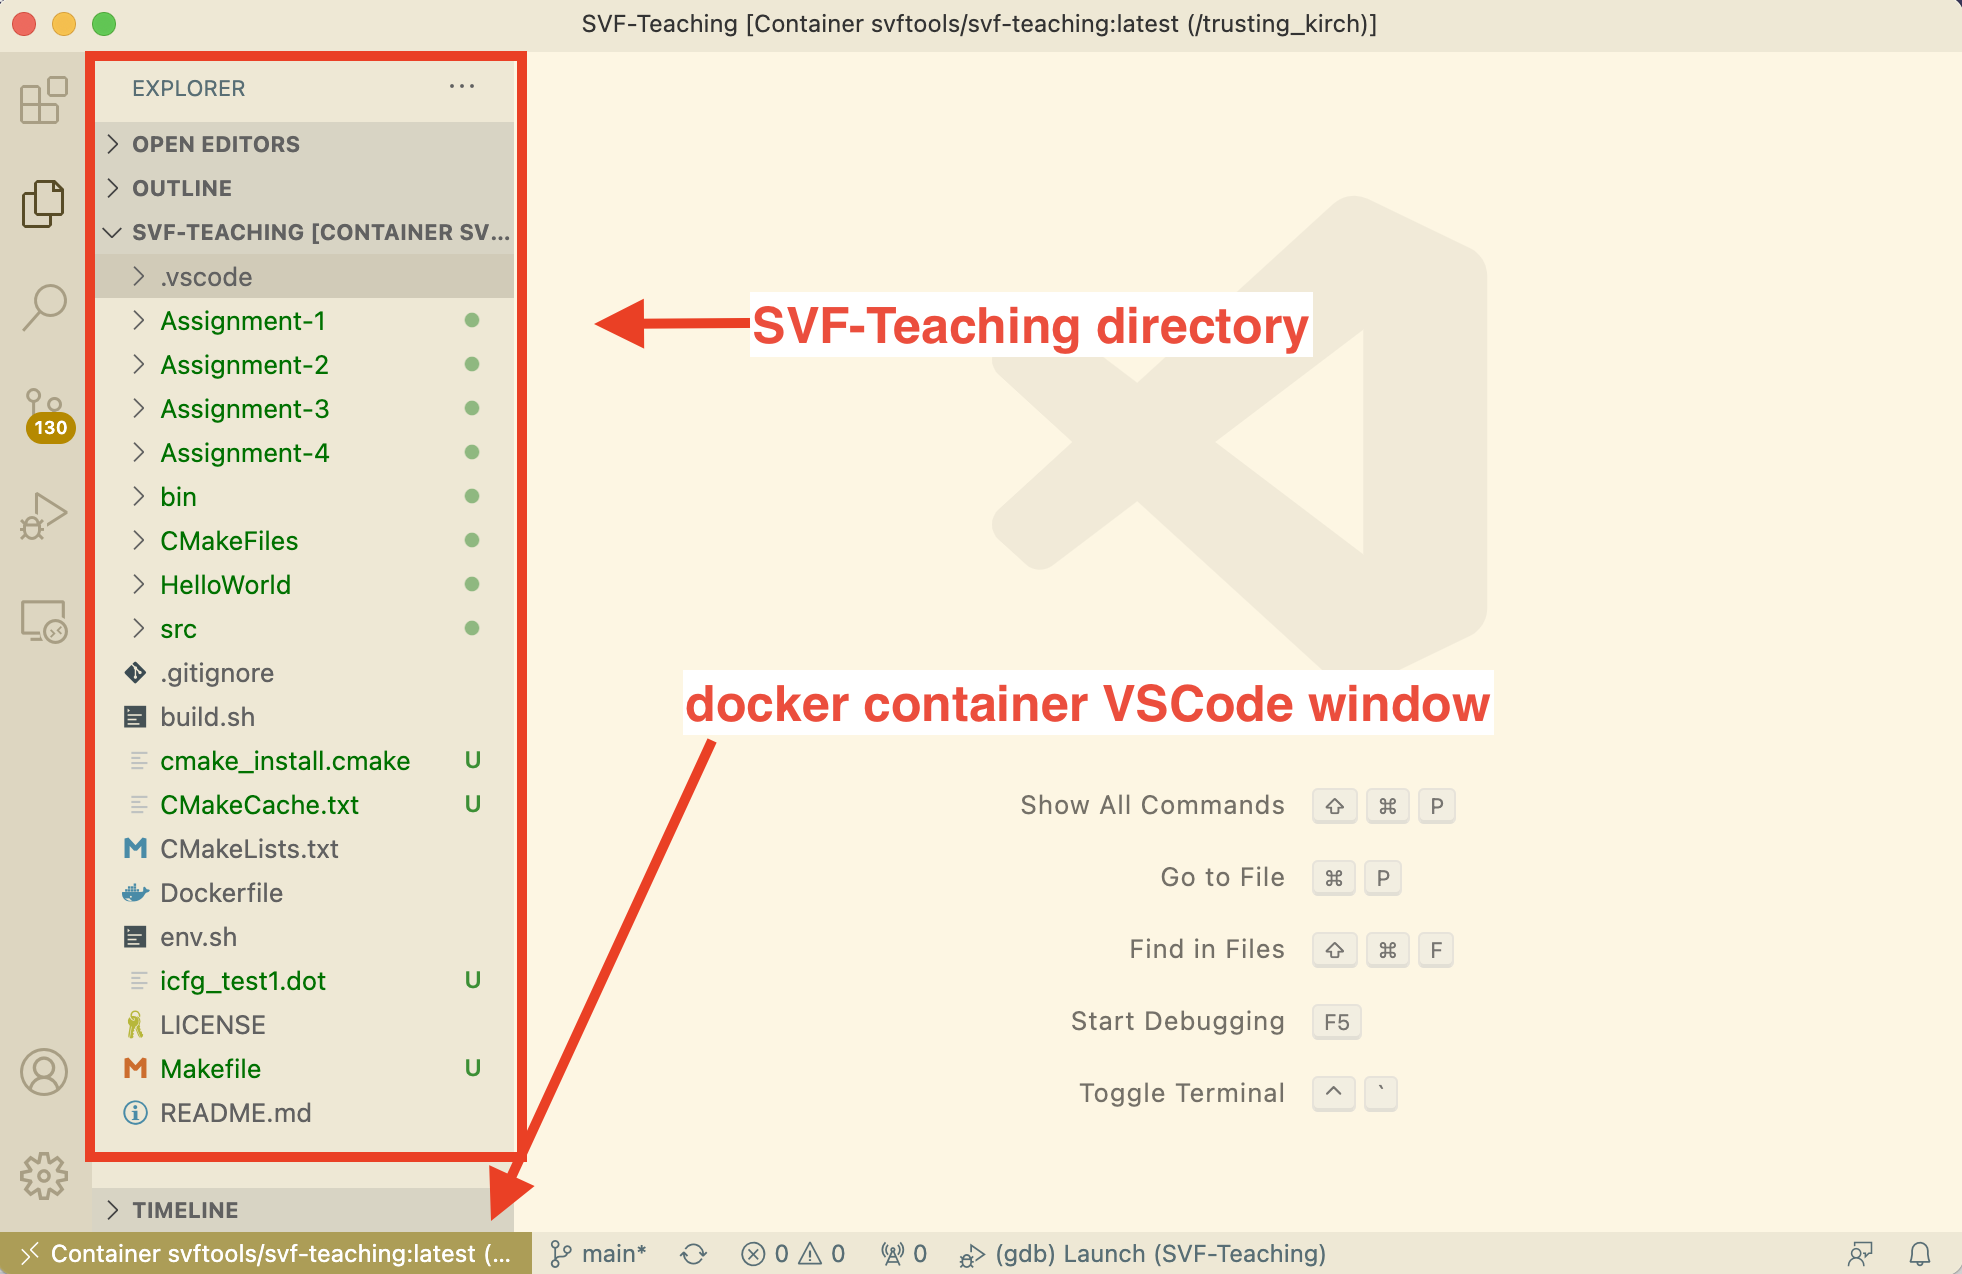 SVF-Teaching [Container svftools/svf-teaching:latest (/trusting_kirch)]
EXPLORER
OPEN EDITORS
OUTLINE
SVF-TEACHING [CONTAINER SV...
.vscode
Assignment-1
Assignment-2
Assignment-3
Assignment-4
130
bin
CMakeFiles
HelloWorld
src
.gitignore
build.sh
cmake_install.cmake U
CMakeCache.txt U
CMakeLists.txt
Dockerfile
env.sh
icfg_test1.dot U
LICENSE
Makefile U
README.md
TIMELINE
SVF-Teaching directory
docker container VSCode window
Show All Commands ⇧ ⌘ P
Go to File ⌘ P
Find in Files ⇧ ⌘ F
Start Debugging F5
Toggle Terminal ^ `
Container svftools/svf-teaching:latest (... main* 0 0 0 (gdb) Launch (SVF-Teaching)